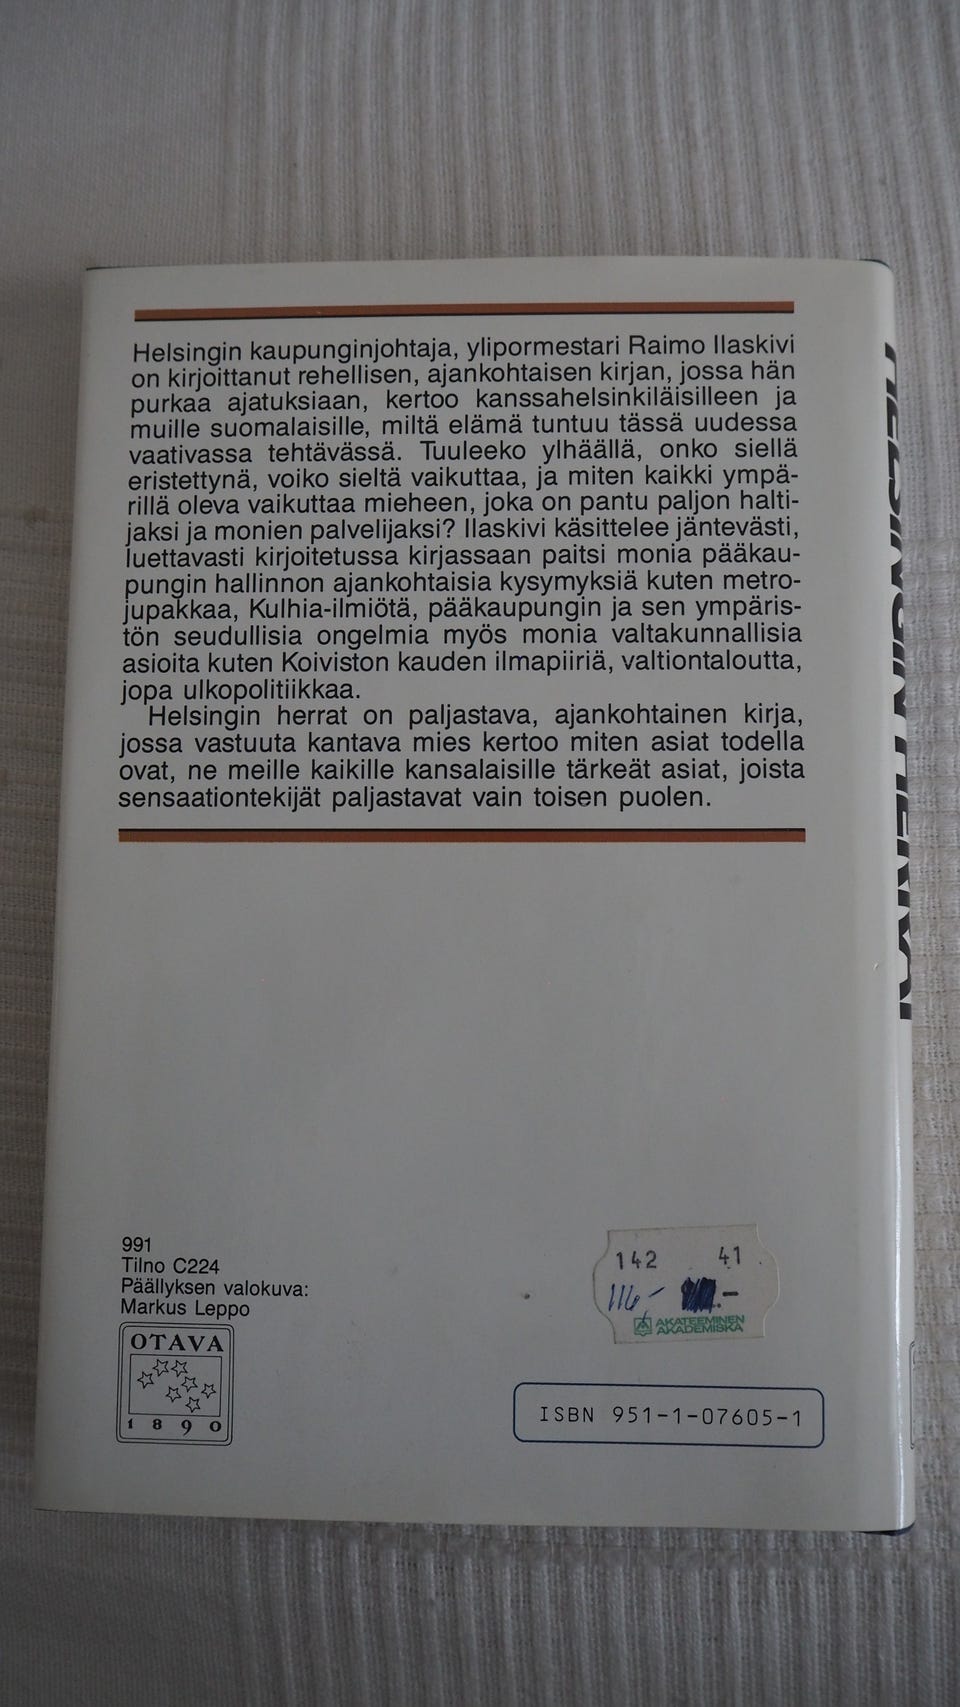 Helsingin kaupunginjohtaja, ylipormestari Raimo Ilaskivi
on kirjoittanut rehellisen, ajankohtaisen kirjan, jossa hän
purkaa ajatuksiaan, kertoo kanssahelsinkiläisilleen ja
muille suomalaisille, miltä elämä tuntuu tässä uudessa
vaativassa tehtävässä. Tuuleeko ylhäällä, onko siellä
eristettynä, voiko sieltä vaikuttaa, ja miten kaikki ympä-
rillä oleva vaikuttaa mieheen, joka on pantu paljon halti-
jaksi ja monien palvelijaksi? Ilaskivi käsittelee jäntevästi,
luettavasti kirjoitetussa kirjassaan paitsi monia pääkau-
pungin hallinnon ajankohtaisia kysymyksiä kuten metro-
jupakkaa, Kulhia-ilmiötä, pääkaupungin ja sen ympäris-
tön seudullisia ongelmia myös monia valtakunnallisia
asioita kuten Koiviston kauden ilmapiiriä, valtiontaloutta,
jopa ulkopolitiikkaa.
Helsingin herrat on paljastava, ajankohtainen kirja,
jossa vastuuta kantava mies kertoo miten asiat todella
ovat, ne meille kaikille kansalaisille tärkeät asiat, joista
sensaationtekijät paljastavat vain toisen puolen.
HELSINGIN HERRAT
991
Tilno C224
Päällyksen valokuva:
Markus Leppo
OTAVA
1890
142 41
116,- .-
AKATEEMINEN
AKADEMISKA
ISBN 951-1-07605-1